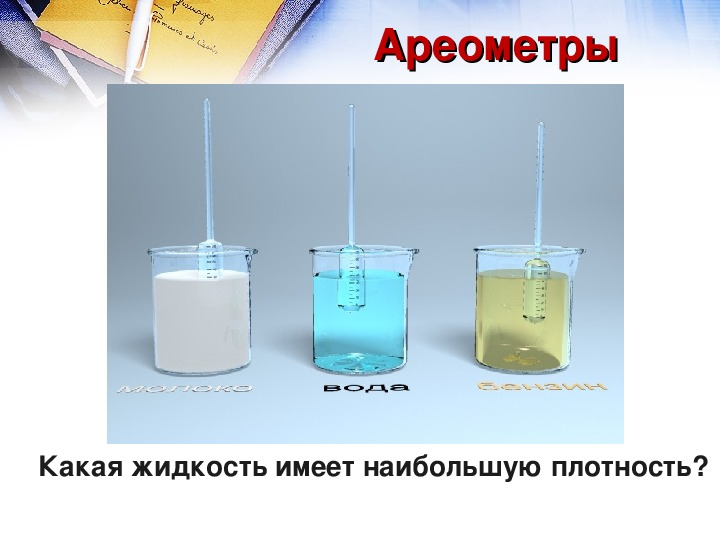 Ареометры
молоко вода бензин
Какая жидкость имеет наибольшую плотность?